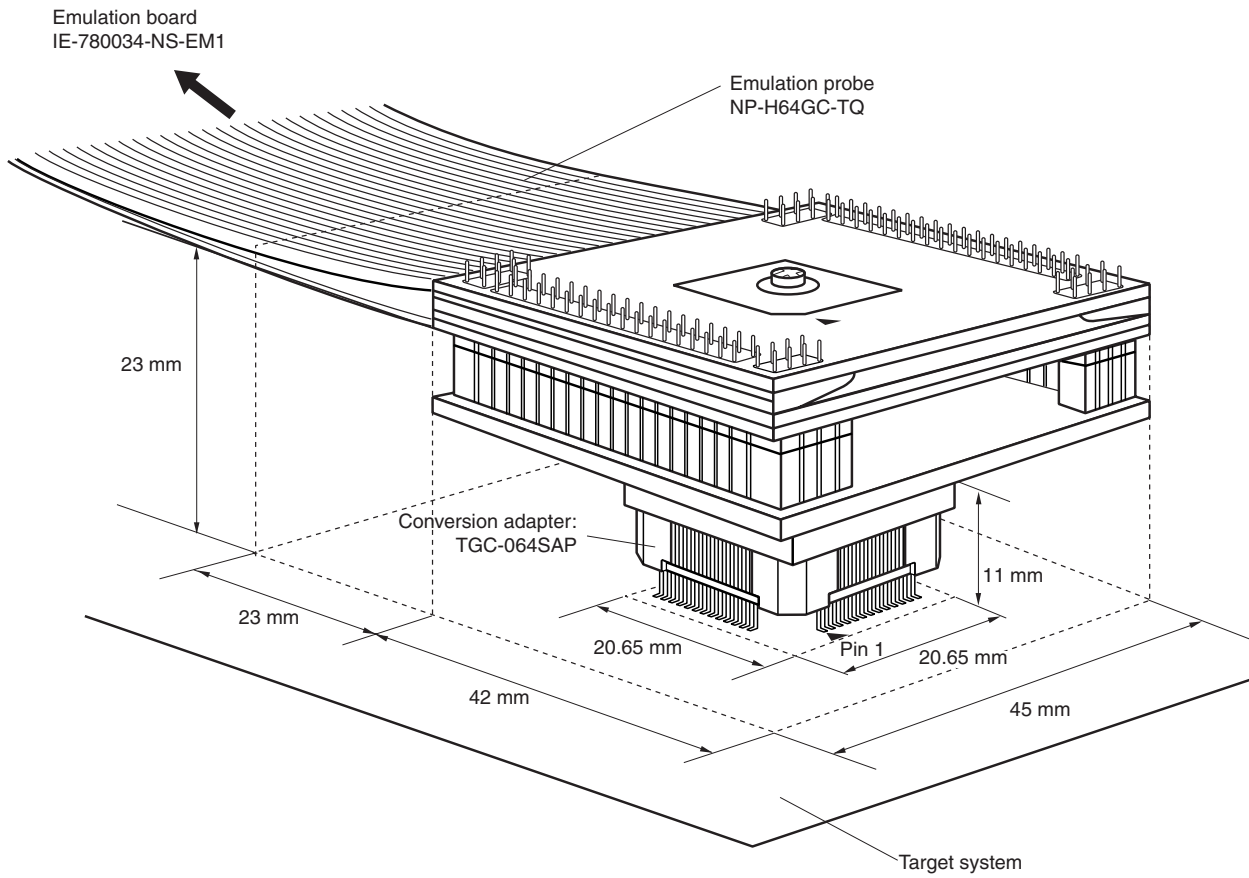 Emulation board
IE-780034-NS-EM1
Emulation probe
NP-H64GC-TQ
23 mm
Conversion adapter:
TGC-064SAP
11 mm
23 mm
20.65 mm
Pin 1
20.65 mm
42 mm
45 mm
Target system